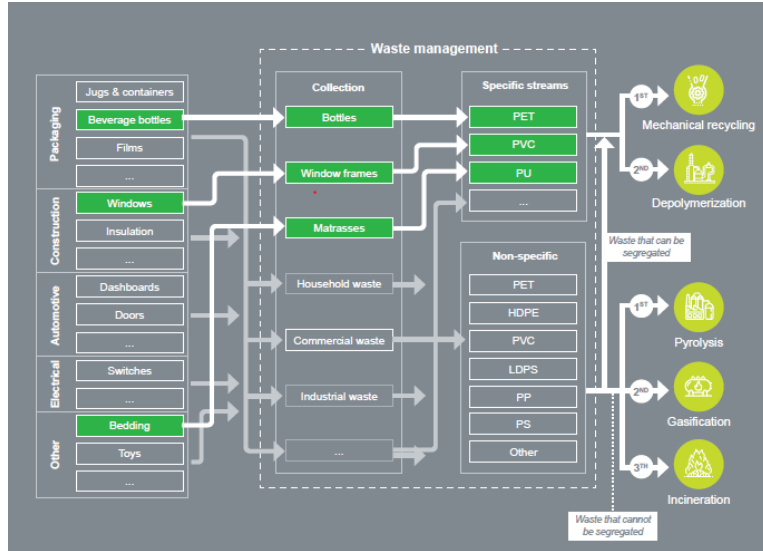 Waste management
Packaging
Jugs & containers
Beverage bottles
Films
...
Construction
Windows
Insulation
...
Automotive
Dashboards
Doors
...
Electrical
Switches
...
Other
Bedding
Toys
...
Collection
Bottles
Window frames
Matrasses
Household waste
Commercial waste
Industrial waste
...
Specific streams
PET
PVC
PU
...
Non-specific
PET
HDPE
PVC
LDPS
PP
PS
Other
1ST
Mechanical recycling
2ND
Depolymerization
Waste that can be
segregated
1ST
Pyrolysis
2ND
Gasification
3TH
Incineration
Waste that cannot
be segregated